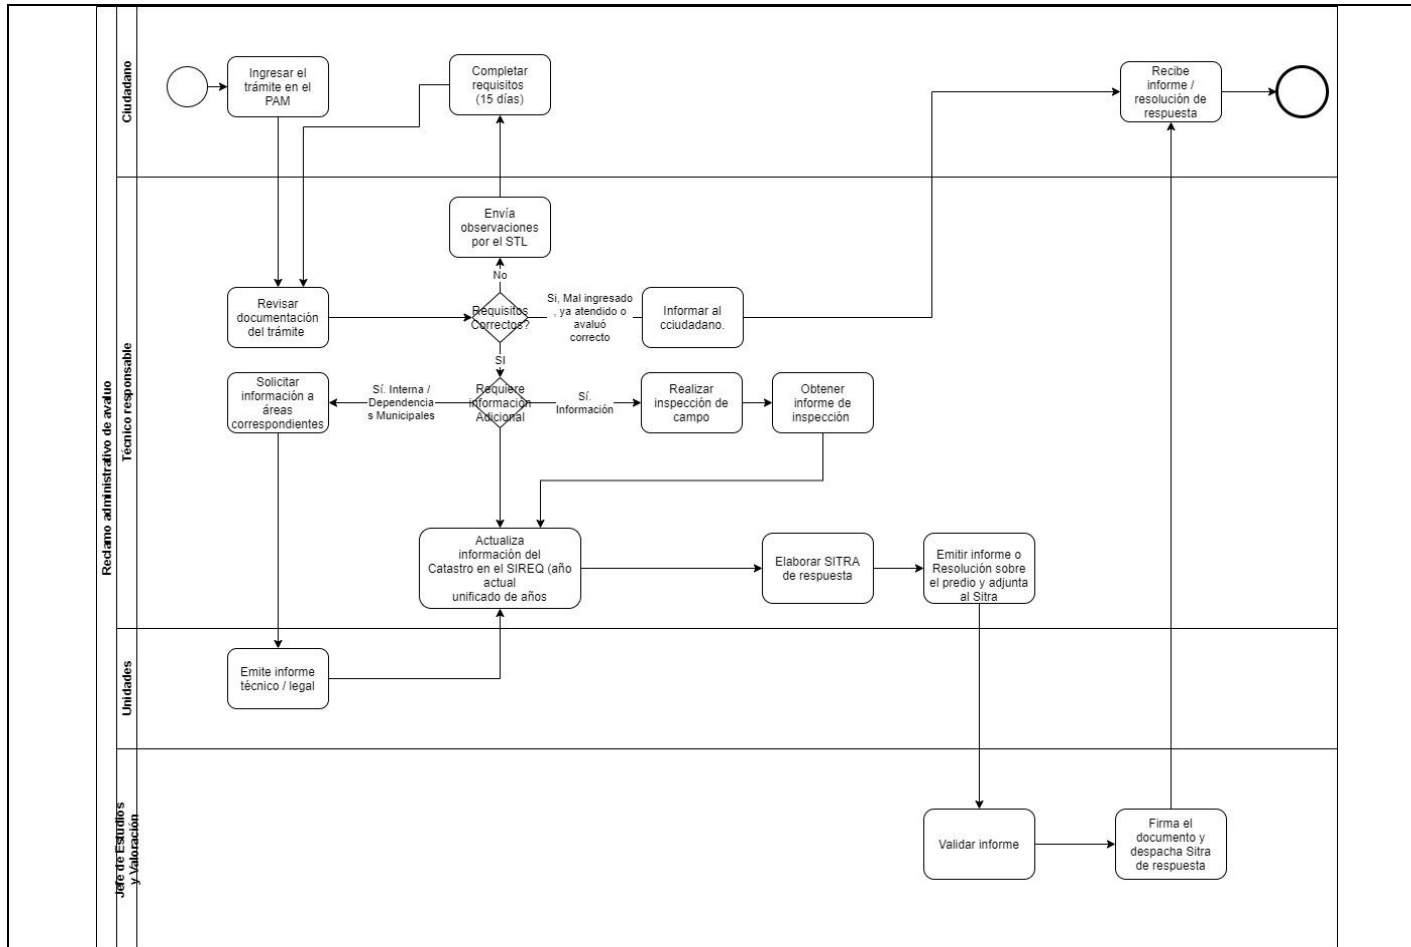 Reclamo administrativo de avaluo
Ciudadano
Ingresar el
trámite en el
PAM
Completar
requisitos
(15 días)
Recibe
informe /
resolución de
respuesta
Técnico responsable
Envía
observaciones
por el STL
No
Revisar
documentación
del trámite
Requisitos
Correctos?
Si, Mal ingresado
, ya atendido o
avaluó
correcto
Informar al
cciudadano.
SI
Solicitar
información a
áreas
correspondientes
Sí. Interna /
Dependencia
s Municipales
Requiere
información
Adicional
Sí.
Información
Realizar
inspección de
campo
Obtener
informe de
inspección
Actualiza
información del
Catastro en el SIREQ (año
actual
unificado de años
Elaborar SITRA
de respuesta
Emitir informe o
Resolución sobre
el predio y adjunta
al Sitra
Unidades
Emite informe
técnico / legal
Jefe de Estudios
y Valoración
Validar informe
Firma el
documento y
despacha Sitra
de respuesta